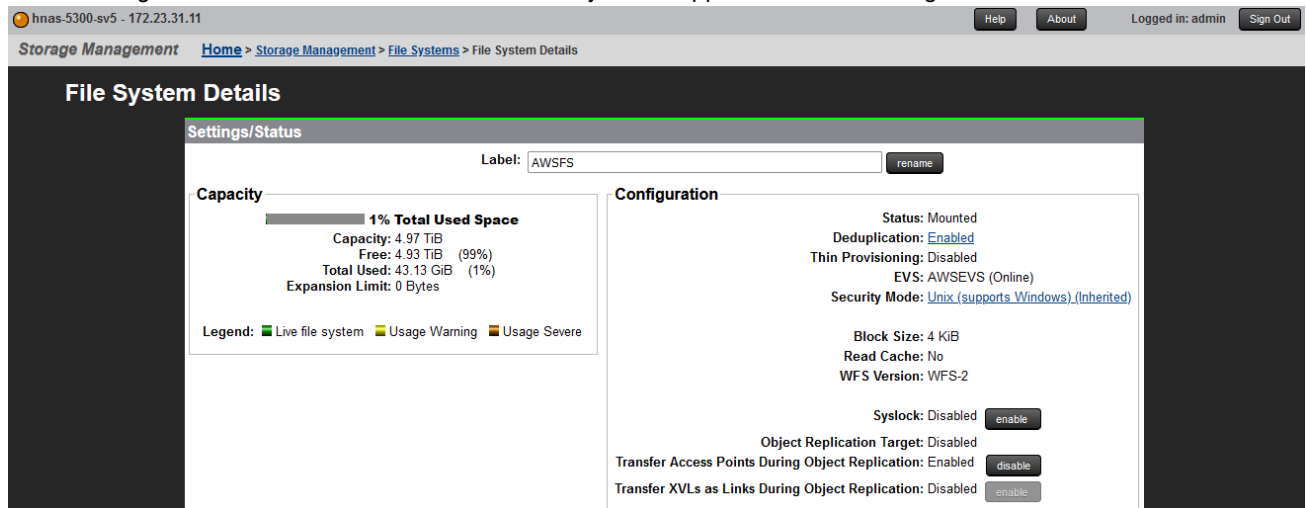 hnas-5300-sv5 - 172.23.31.11 Help About Logged in: admin Sign Out
Storage Management Home > Storage Management > File Systems > File System Details
File System Details
Settings/Status
Label: AWSFS rename
Capacity
1% Total Used Space
Capacity: 4.97 TiB
Free: 4.93 TiB (99%)
Total Used: 43.13 GiB (1%)
Expansion Limit: 0 Bytes
Legend: Live file system Usage Warning Usage Severe
Configuration
Status: Mounted
Deduplication: Enabled
Thin Provisioning: Disabled
EVS: AWSEVS (Online)
Security Mode: Unix (supports Windows) (Inherited)
Block Size: 4 KiB
Read Cache: No
WFS Version: WFS-2
Syslock: Disabled enable
Object Replication Target: Disabled
Transfer Access Points During Object Replication: Enabled disable
Transfer XVLs as Links During Object Replication: Disabled enable